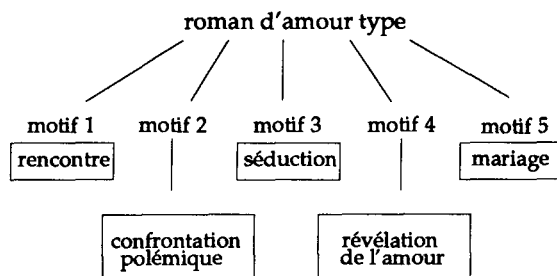 roman d'amour type
motif 1 motif 2 motif 3 motif 4 motif 5
rencontre séduction mariage
confrontation révélation
polémique de l'amour